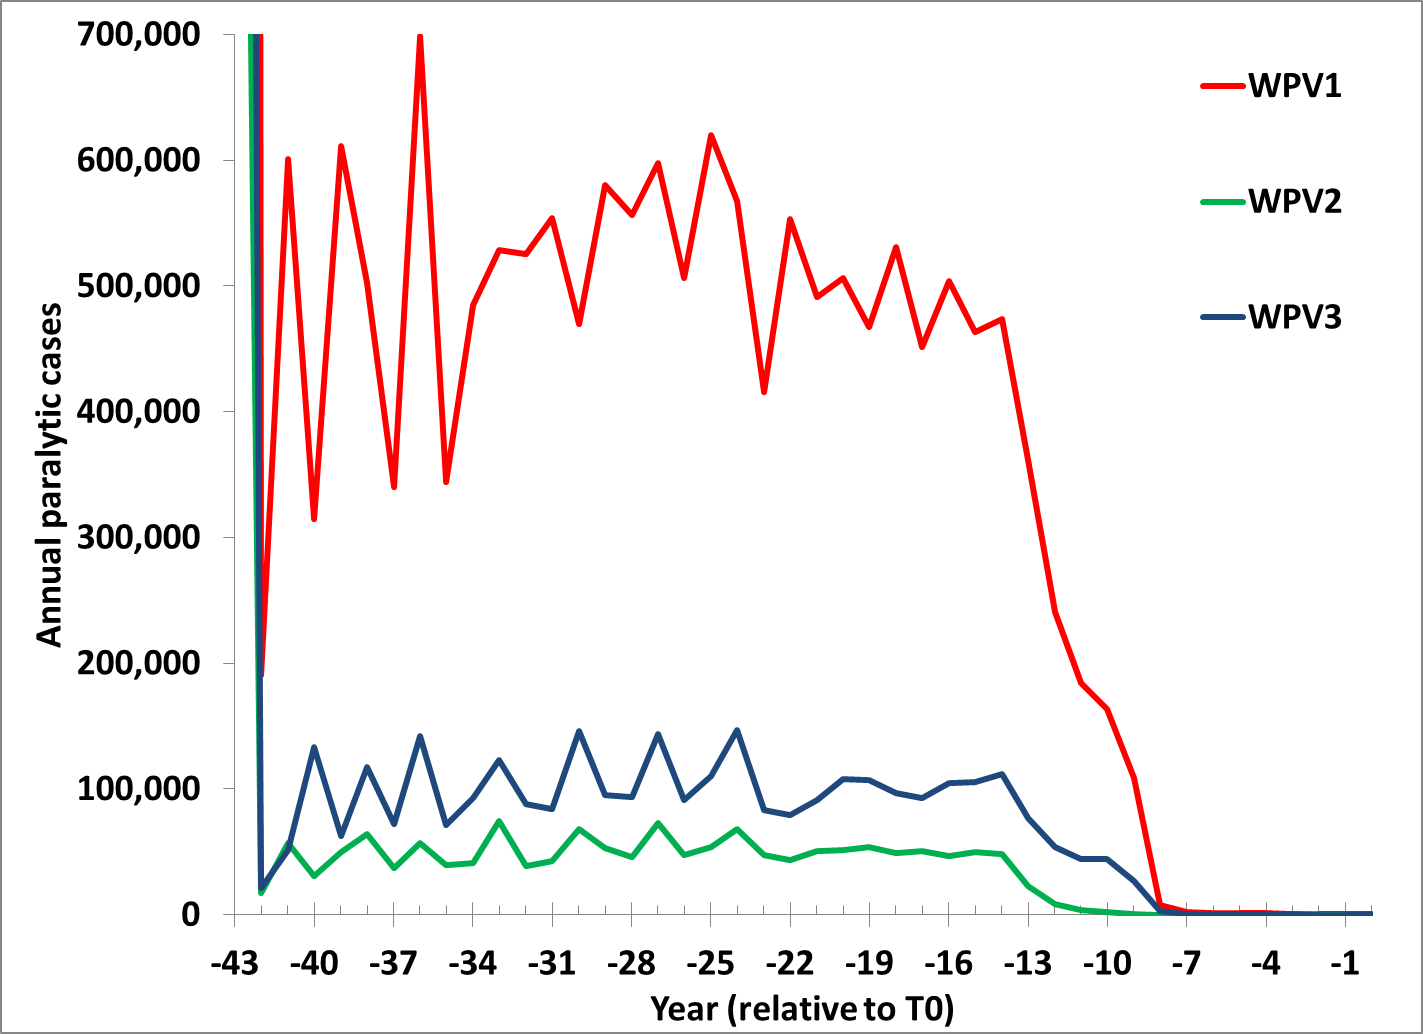 700,000
600,000
500,000
400,000
300,000
200,000
100,000
0
Annual paralytic cases
WPV1
WPV2
WPV3
-43 -40 -37 -34 -31 -28 -25 -22 -19 -16 -13 -10 -7 -4 -1
Year (relative to T0)